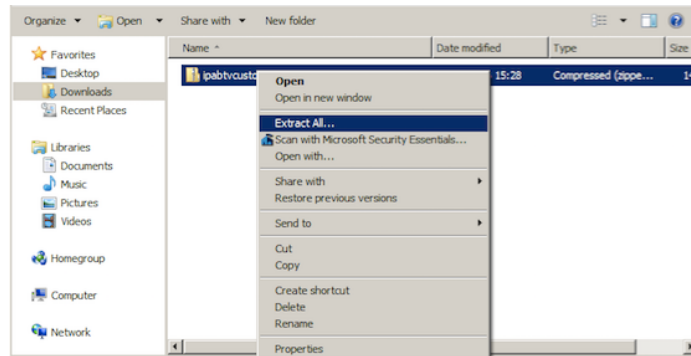 Organize Open Share with New folder
Name Date modified Type Size
Favorites
Desktop
Downloads
Recent Places
Libraries
Documents
Music
Pictures
Videos
Homegroup
Computer
Network
ipabtvcusto 15:28 Compressed (zippe... 14
Open
Open in new window
Extract All...
Scan with Microsoft Security Essentials...
Open with...
Share with
Restore previous versions
Send to
Cut
Copy
Create shortcut
Delete
Rename
Properties